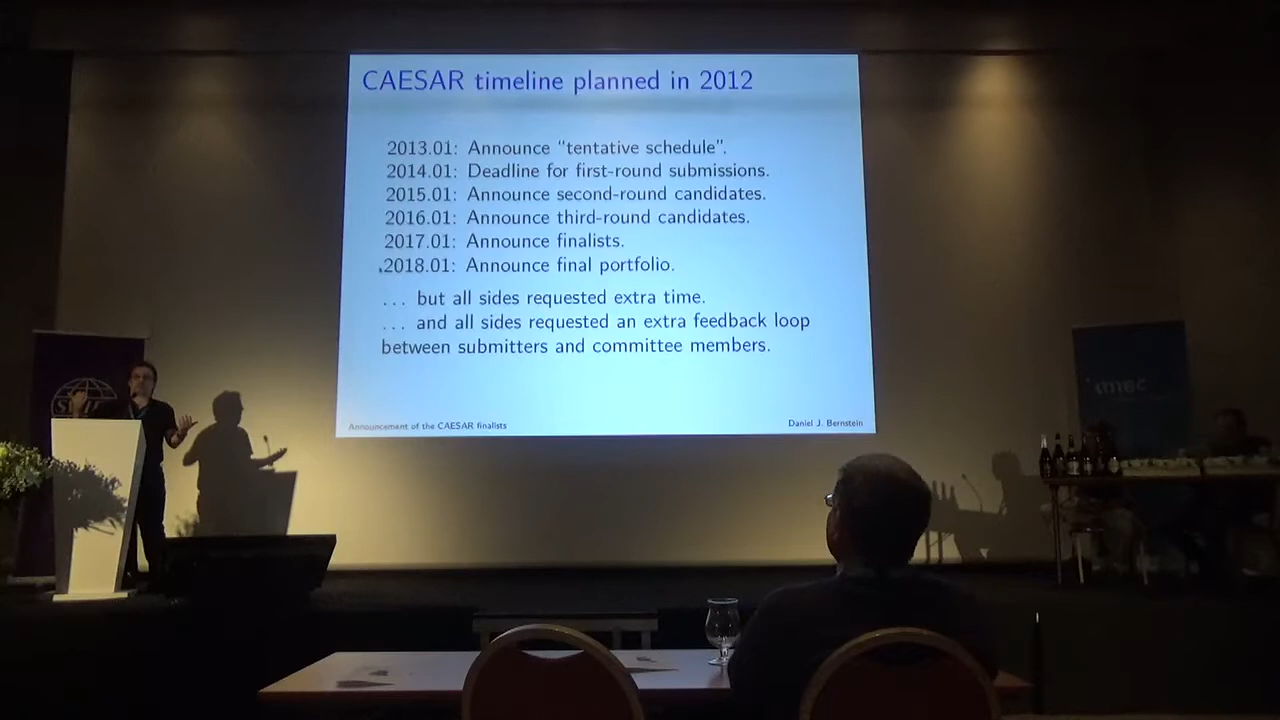 CAESAR timeline planned in 2012
2013.01: Announce “tentative schedule”.
2014.01: Deadline for first-round submissions.
2015.01: Announce second-round candidates.
2016.01: Announce third-round candidates.
2017.01: Announce finalists.
2018.01: Announce final portfolio.
... but all sides requested extra time.
... and all sides requested an extra feedback loop
between submitters and committee members.
Announcement of the CAESAR finalists
Daniel J. Bernstein
imec